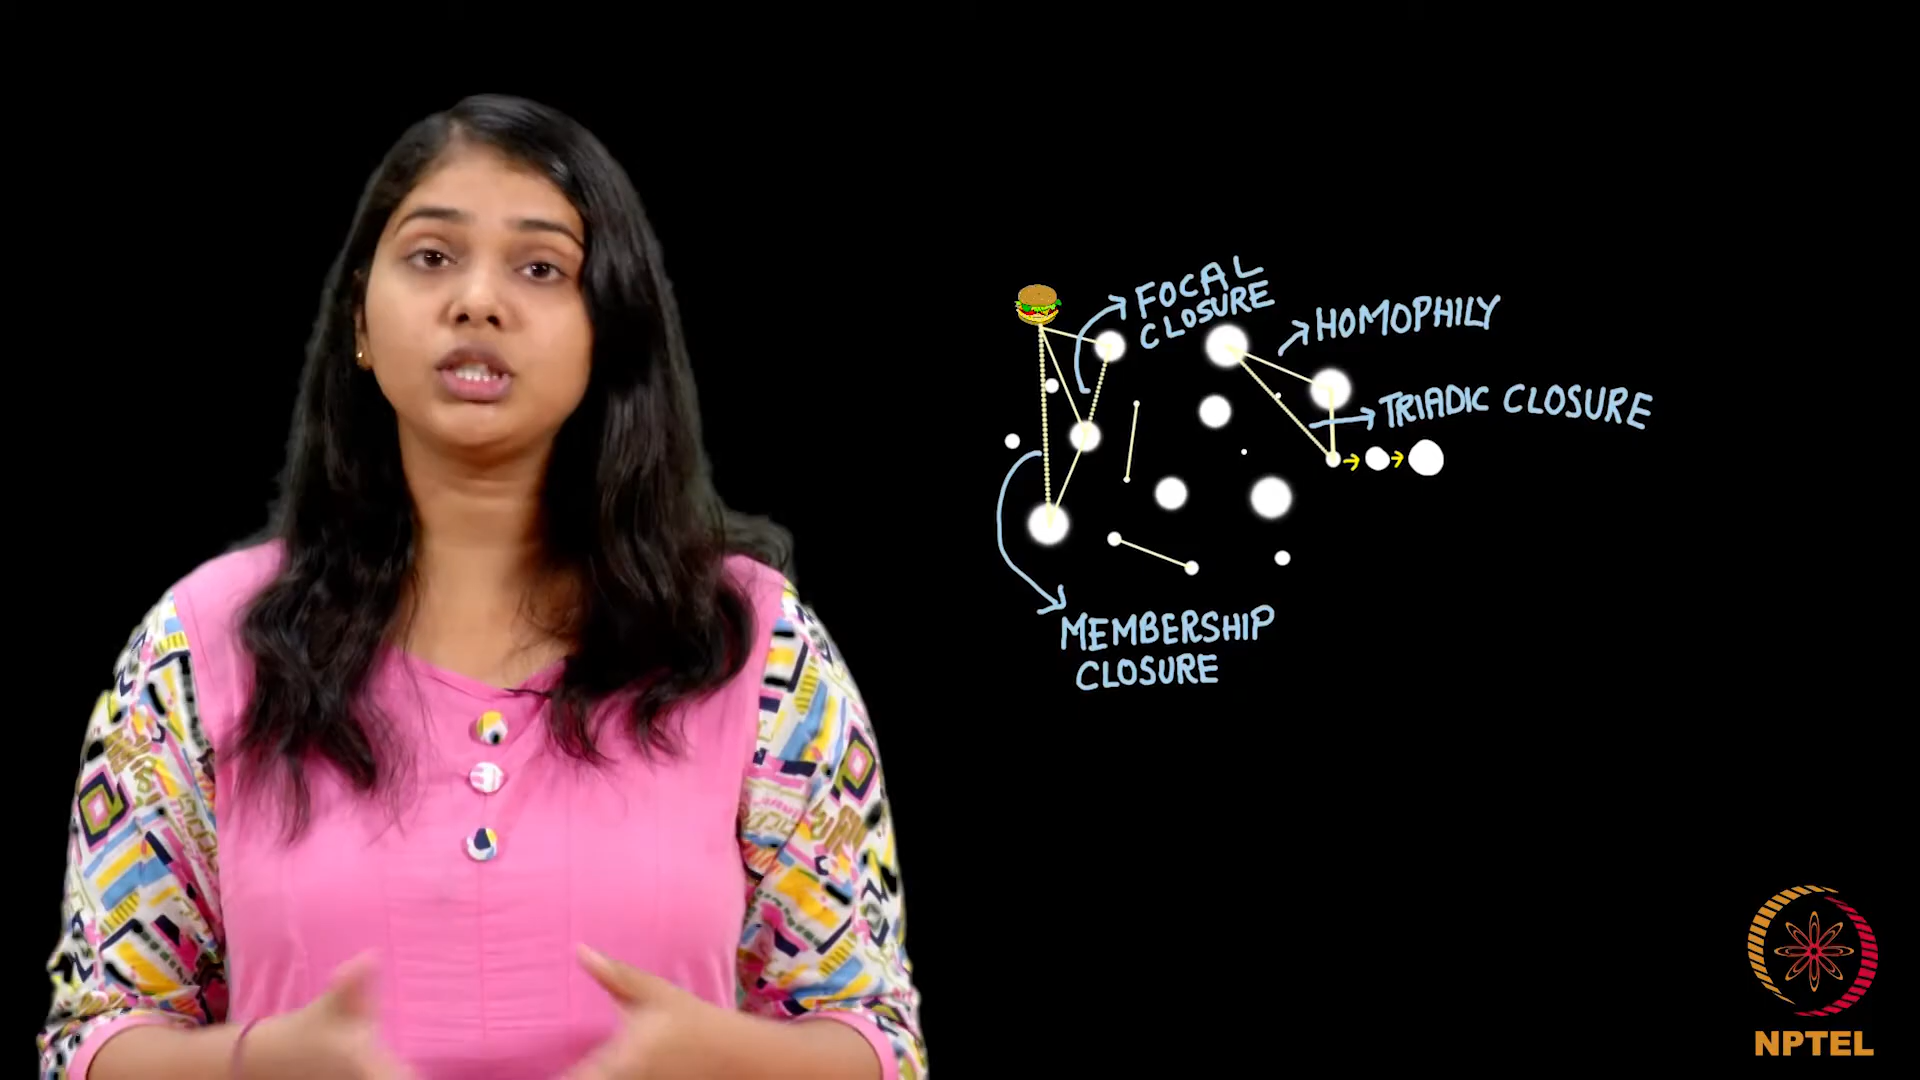 FOCAL
CLOSURE
HOMOPHILY
TRIADIC CLOSURE
MEMBERSHIP
CLOSURE
NPTEL